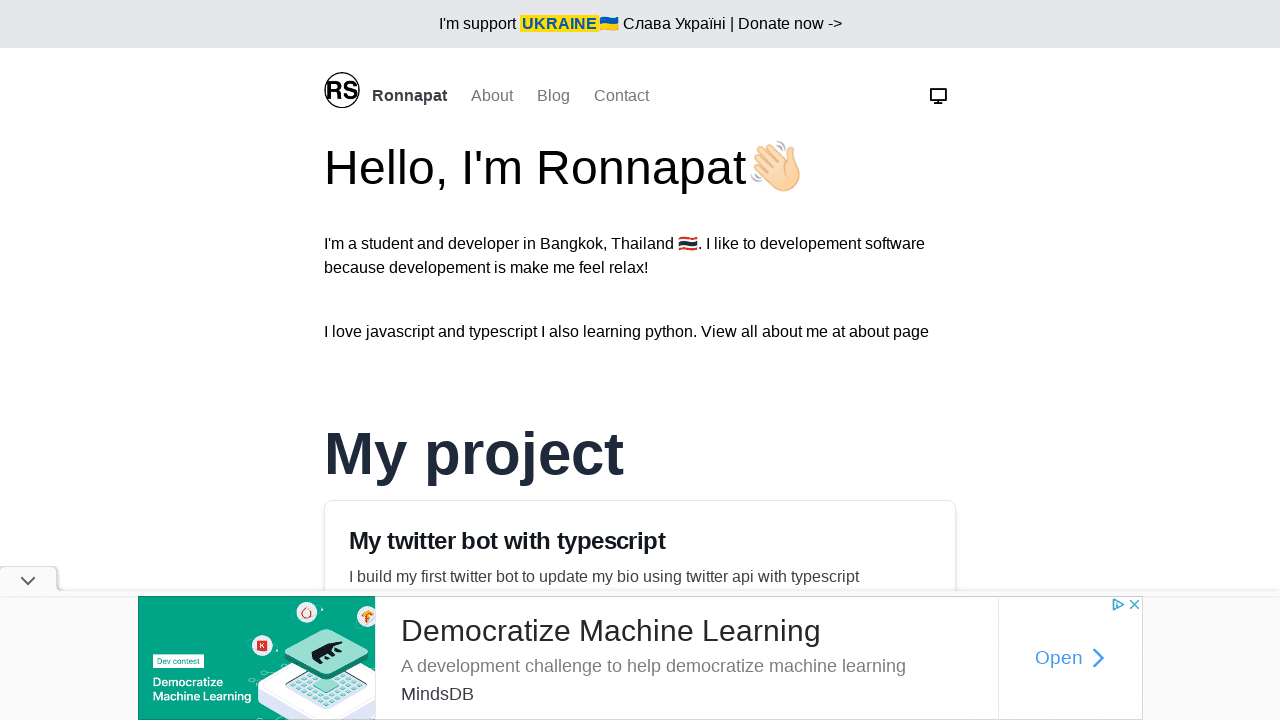 I'm support UKRAINE🇺🇦 Слава Україні | Donate now ->
RS Ronnapat About Blog Contact
Hello, I'm Ronnapat👋🏻
I'm a student and developer in Bangkok, Thailand 🇹🇭. I like to developement software
because developement is make me feel relax!
I love javascript and typescript I also learning python. View all about me at about page
My project
My twitter bot with typescript
I build my first twitter bot to update my bio using twitter api with typescript
Dev contest
Democratize
Machine Learning
Democratize Machine Learning
A development challenge to help democratize machine learning
MindsDB
Open